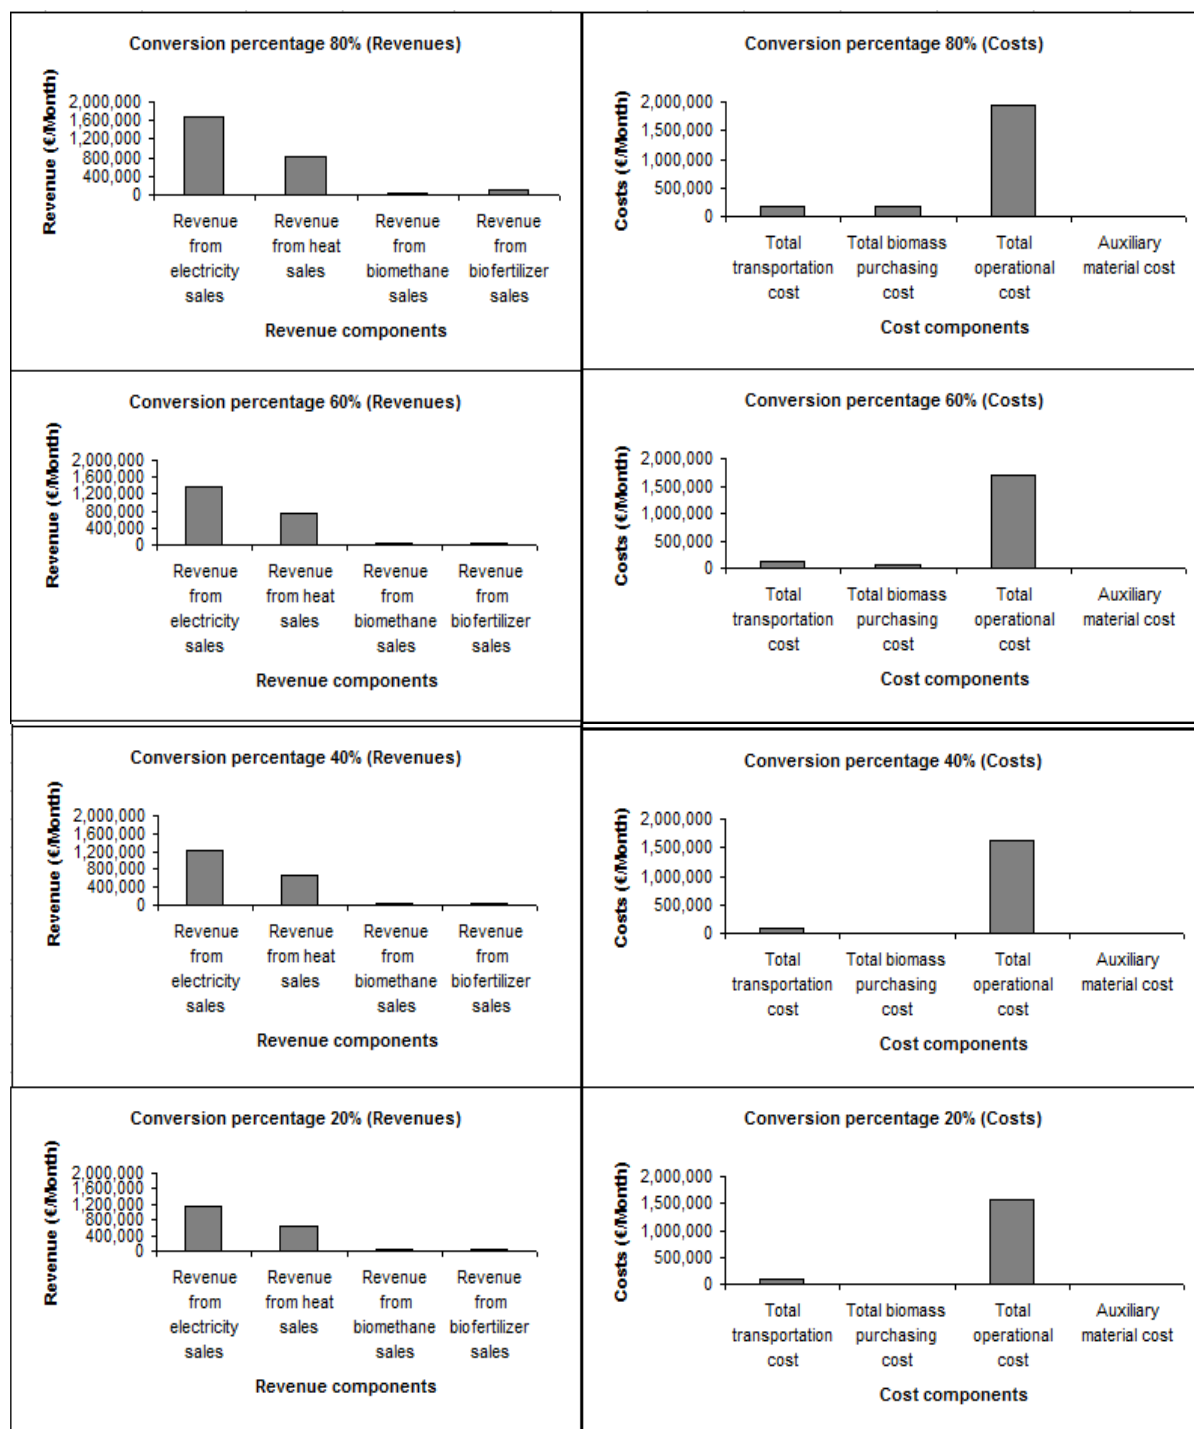 Conversion percentage 80% (Revenues)
Revenue (€/Month)
2,000,000
1,600,000
1,200,000
800,000
400,000
0
Revenue from electricity sales
Revenue from heat sales
Revenue from biomethane sales
Revenue from biofertilizer sales
Revenue components
Conversion percentage 80% (Costs)
Costs (€/Month)
2,000,000
1,500,000
1,000,000
500,000
0
Total transportation cost
Total biomass purchasing cost
Total operational cost
Auxiliary material cost
Cost components
Conversion percentage 60% (Revenues)
Revenue (€/Month)
2,000,000
1,600,000
1,200,000
800,000
400,000
0
Revenue from electricity sales
Revenue from heat sales
Revenue from biomethane sales
Revenue from biofertilizer sales
Revenue components
Conversion percentage 60% (Costs)
Costs (€/Month)
2,000,000
1,500,000
1,000,000
500,000
0
Total transportation cost
Total biomass purchasing cost
Total operational cost
Auxiliary material cost
Cost components
Conversion percentage 40% (Revenues)
Revenue (€/Month)
2,000,000
1,600,000
1,200,000
800,000
400,000
0
Revenue from electricity sales
Revenue from heat sales
Revenue from biomethane sales
Revenue from biofertilizer sales
Revenue components
Conversion percentage 40% (Costs)
Costs (€/Month)
2,000,000
1,500,000
1,000,000
500,000
0
Total transportation cost
Total biomass purchasing cost
Total operational cost
Auxiliary material cost
Cost components
Conversion percentage 20% (Revenues)
Revenue (€/Month)
2,000,000
1,600,000
1,200,000
800,000
400,000
0
Revenue from electricity sales
Revenue from heat sales
Revenue from biomethane sales
Revenue from biofertilizer sales
Revenue components
Conversion percentage 20% (Costs)
Costs (€/Month)
2,000,000
1,500,000
1,000,000
500,000
0
Total transportation cost
Total biomass purchasing cost
Total operational cost
Auxiliary material cost
Cost components